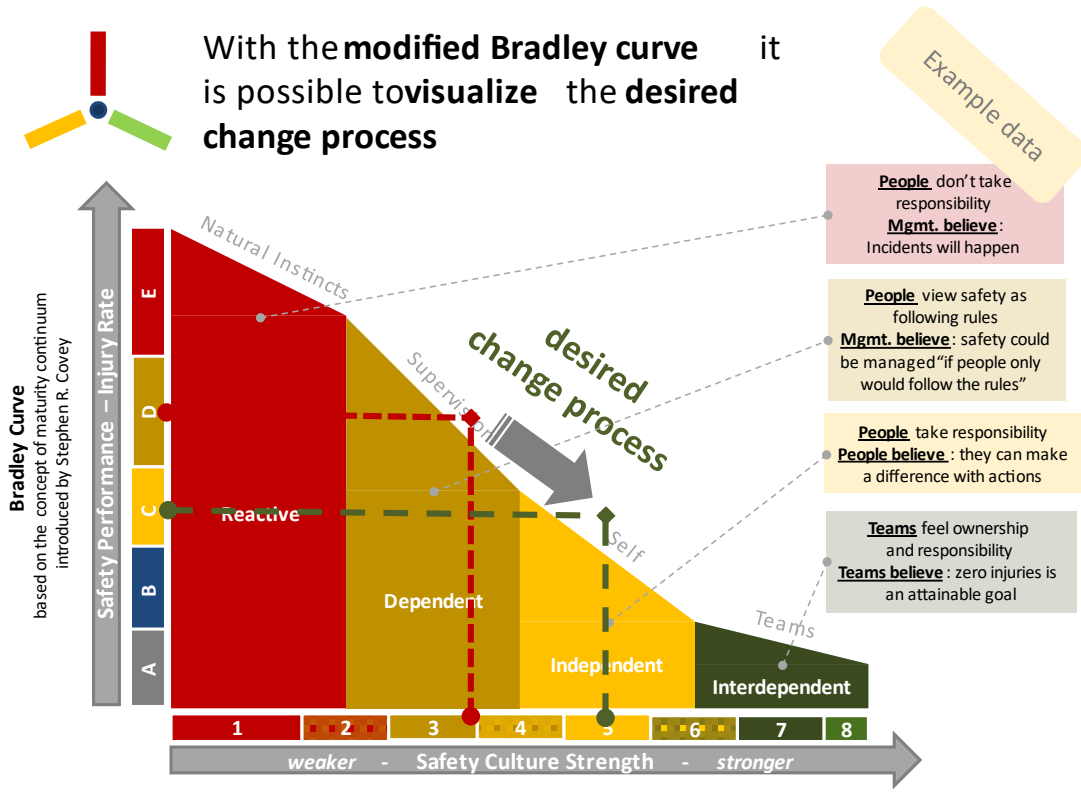 With the modified Bradley curve it
is possible tovisualize the desired
change process
Example data
People don't take
responsibility
Mgmt. believe:
Incidents will happen
People view safety as
following rules
Mgmt. believe: safety could
be managed "if people only
would follow the rules"
People take responsibility
People believe: they can make
a difference with actions
Teams feel ownership
and responsibility
Teams believe: zero injuries is
an attainable goal
Bradley Curve
based on the concept of maturity continuum
introduced by Stephen R. Covey
Safety Performance – Injury Rate
E
D
C
B
A
Natural Instincts
Supervision
Self
Teams
desired
change process
Reactive
Dependent
Independent
Interdependent
1 2 3 4 5 6 7 8
weaker - Safety Culture Strength - stronger